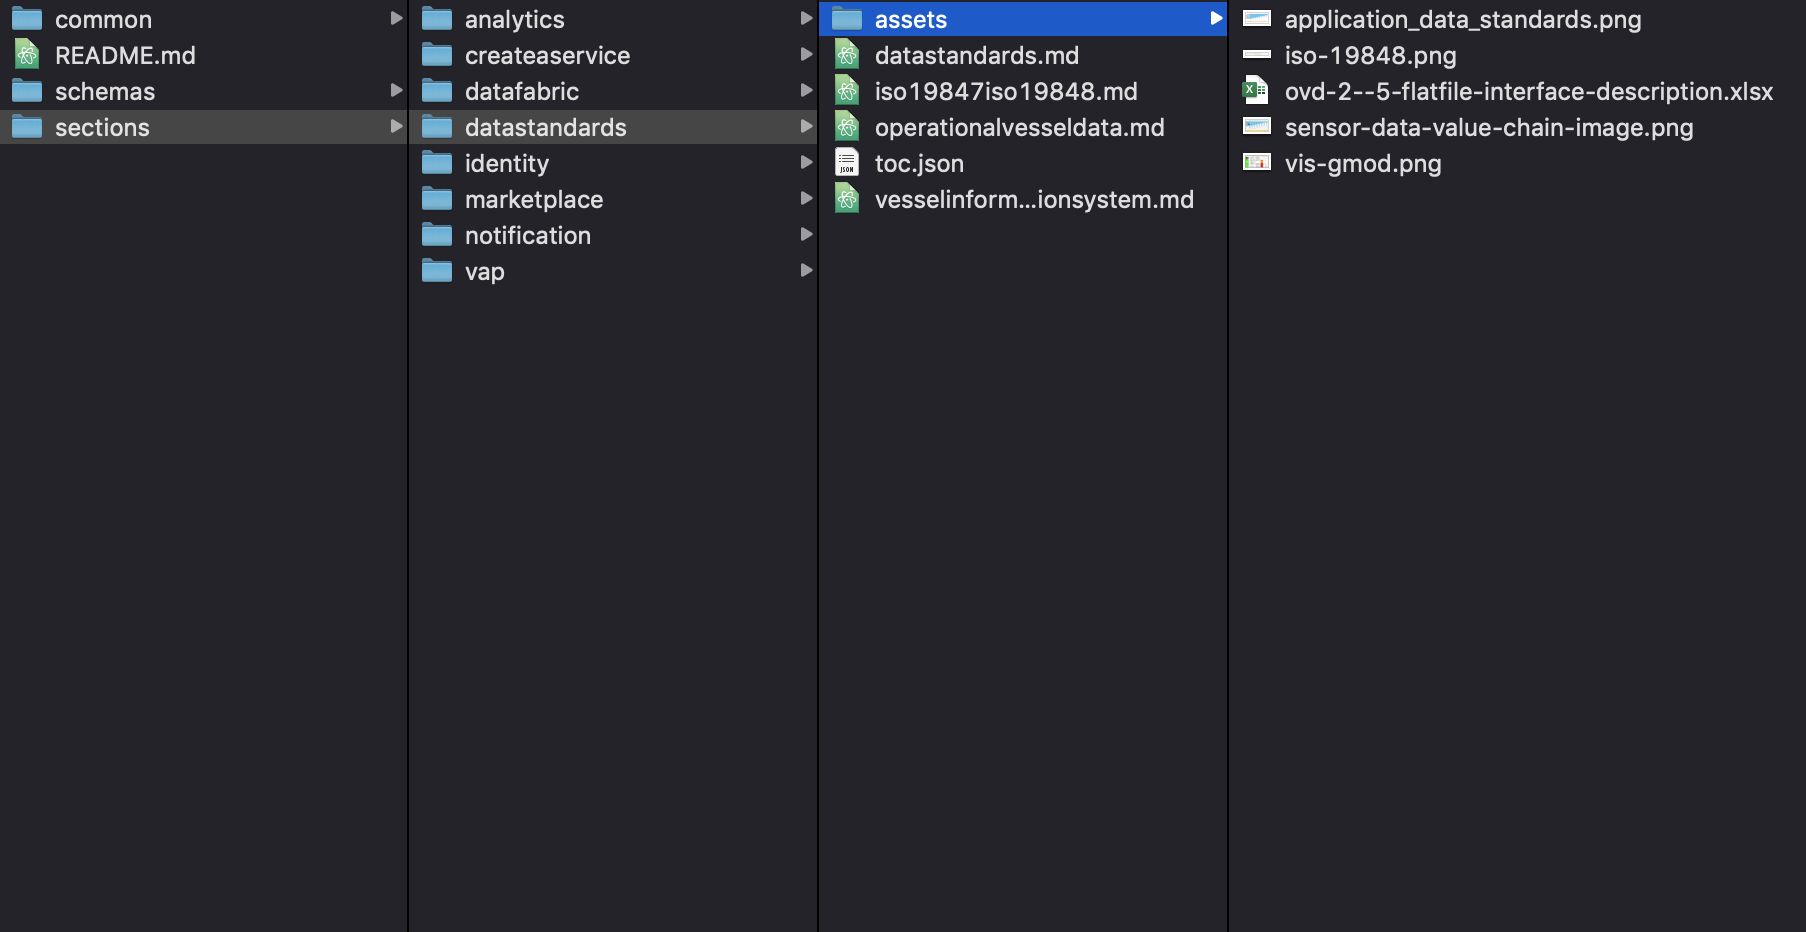 common
README.md
schemas
sections
analytics
createaservice
datafabric
datastandards
identity
marketplace
notification
vap
assets
datastandards.md
iso19847iso19848.md
operationalvesseldata.md
toc.json
vesselinform...ionsystem.md
application_data_standards.png
iso-19848.png
ovd-2--5-flatfile-interface-description.xlsx
sensor-data-value-chain-image.png
vis-gmod.png